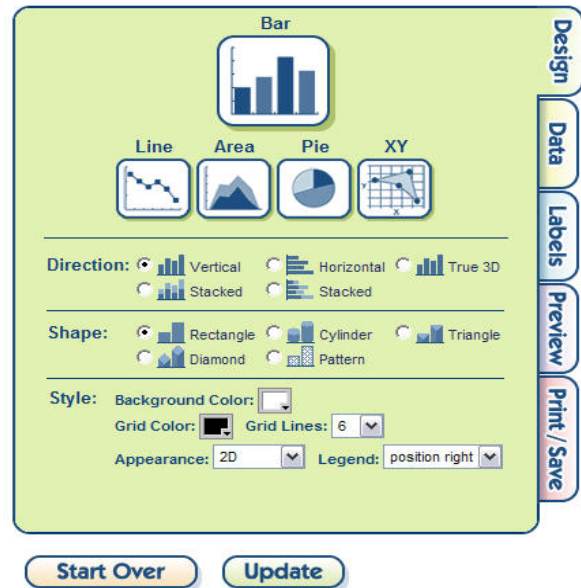 Bar
Line Area Pie XY
y
x
Direction: Vertical Horizontal True 3D
Stacked Stacked
Shape: Rectangle Cylinder Triangle
Diamond Pattern
Style: Background Color:
Grid Color: Grid Lines: 6
Appearance: 2D Legend: position right
Design
Data
Labels
Preview
Print / Save
Start Over Update